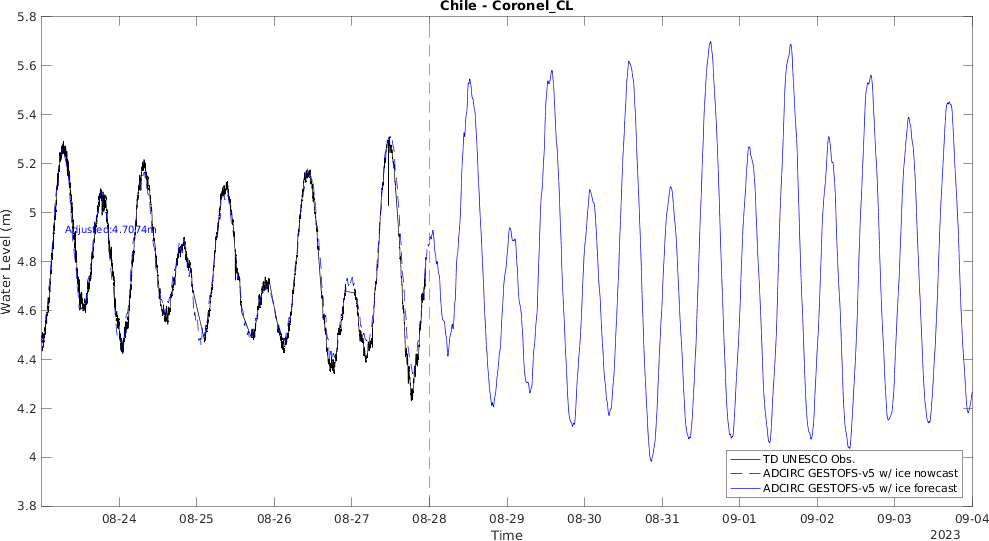 Chile - Coronel_CL
5.8
5.6
5.4
5.2
5
4.8
4.6
4.4
4.2
4
3.8
Water Level (m)
Adjusted:4.7074m
TD UNESCO Obs.
ADCIRC GESTOFS-v5 w/ ice nowcast
ADCIRC GESTOFS-v5 w/ ice forecast
08-24 08-25 08-26 08-27 08-28 08-29 08-30 08-31 09-01 09-02 09-03 09-04
Time
2023